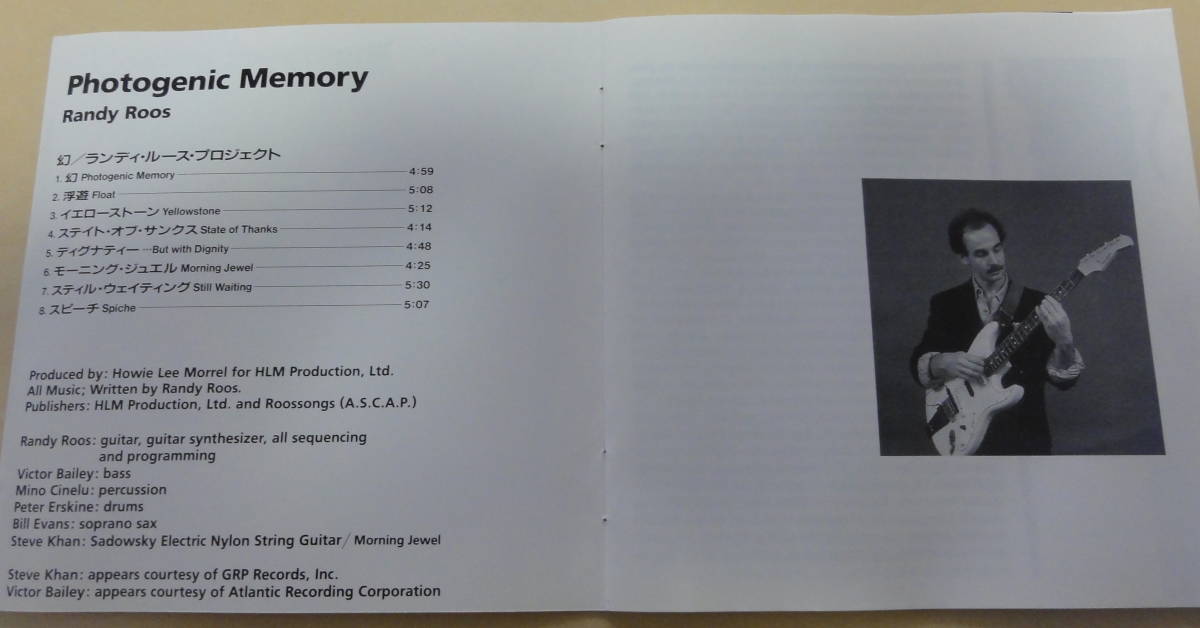 Photogenic Memory
Randy Roos
幻/ランディ・ルース・プロジェクト
1. 幻 Photogenic Memory 4:59
2. 浮遊 Float 5:08
3. イエローストーン Yellowstone 5:12
4. ステイト・オブ・サンクス State of Thanks 4:14
5. ディグナティー …But with Dignity 4:48
6. モーニング・ジュエル Morning Jewel 4:25
7. スティル・ウェイティング Still Waiting 5:30
8. スピーチ Spiche 5:07
Produced by: Howie Lee Morrel for HLM Production, Ltd.
All Music; Written by Randy Roos.
Publishers: HLM Production, Ltd. and Roossongs (A.S.C.A.P.)
Randy Roos: guitar, guitar synthesizer, all sequencing
and programming
Victor Bailey: bass
Mino Cinelu: percussion
Peter Erskine: drums
Bill Evans: soprano sax
Steve Khan: Sadowsky Electric Nylon String Guitar/Morning Jewel
Steve Khan: appears courtesy of GRP Records, Inc.
Victor Bailey: appears courtesy of Atlantic Recording Corporation